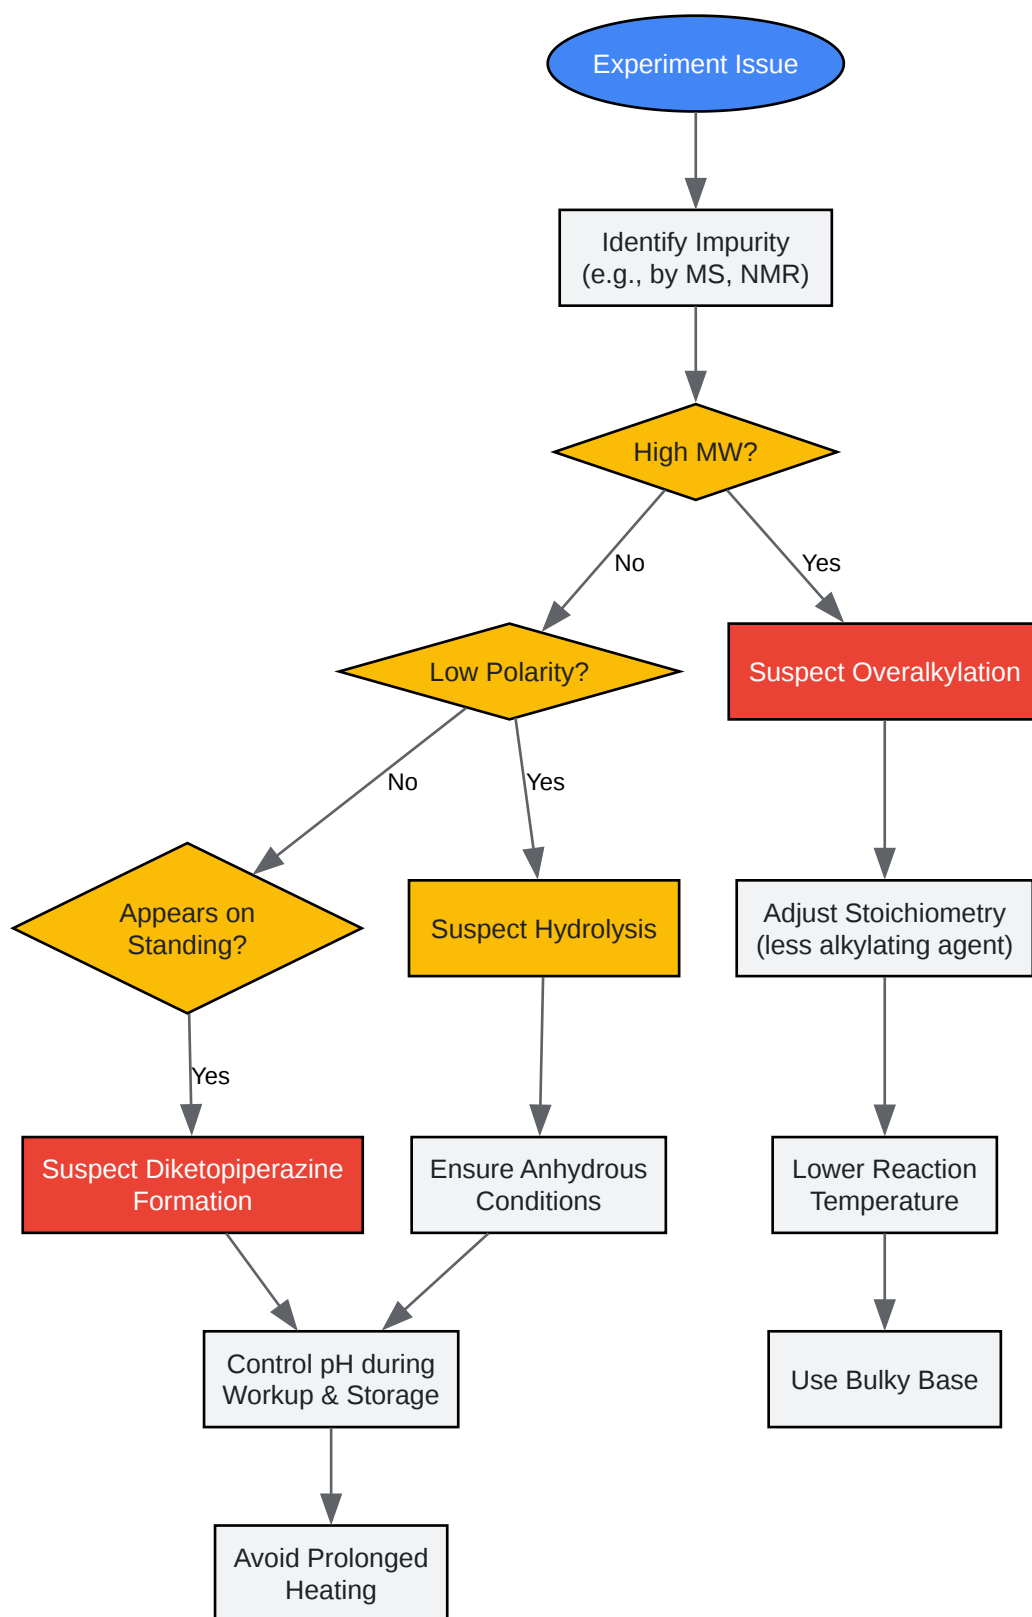 Experiment Issue
Identify Impurity
(e.g., by MS, NMR)
High MW?
No
Yes
Low Polarity?
Suspect Overalkylation
No
Yes
Appears on
Standing?
Suspect Hydrolysis
Adjust Stoichiometry
(less alkylating agent)
Yes
Suspect Diketopiperazine
Formation
Ensure Anhydrous
Conditions
Lower Reaction
Temperature
Control pH during
Workup & Storage
Use Bulky Base
Avoid Prolonged
Heating